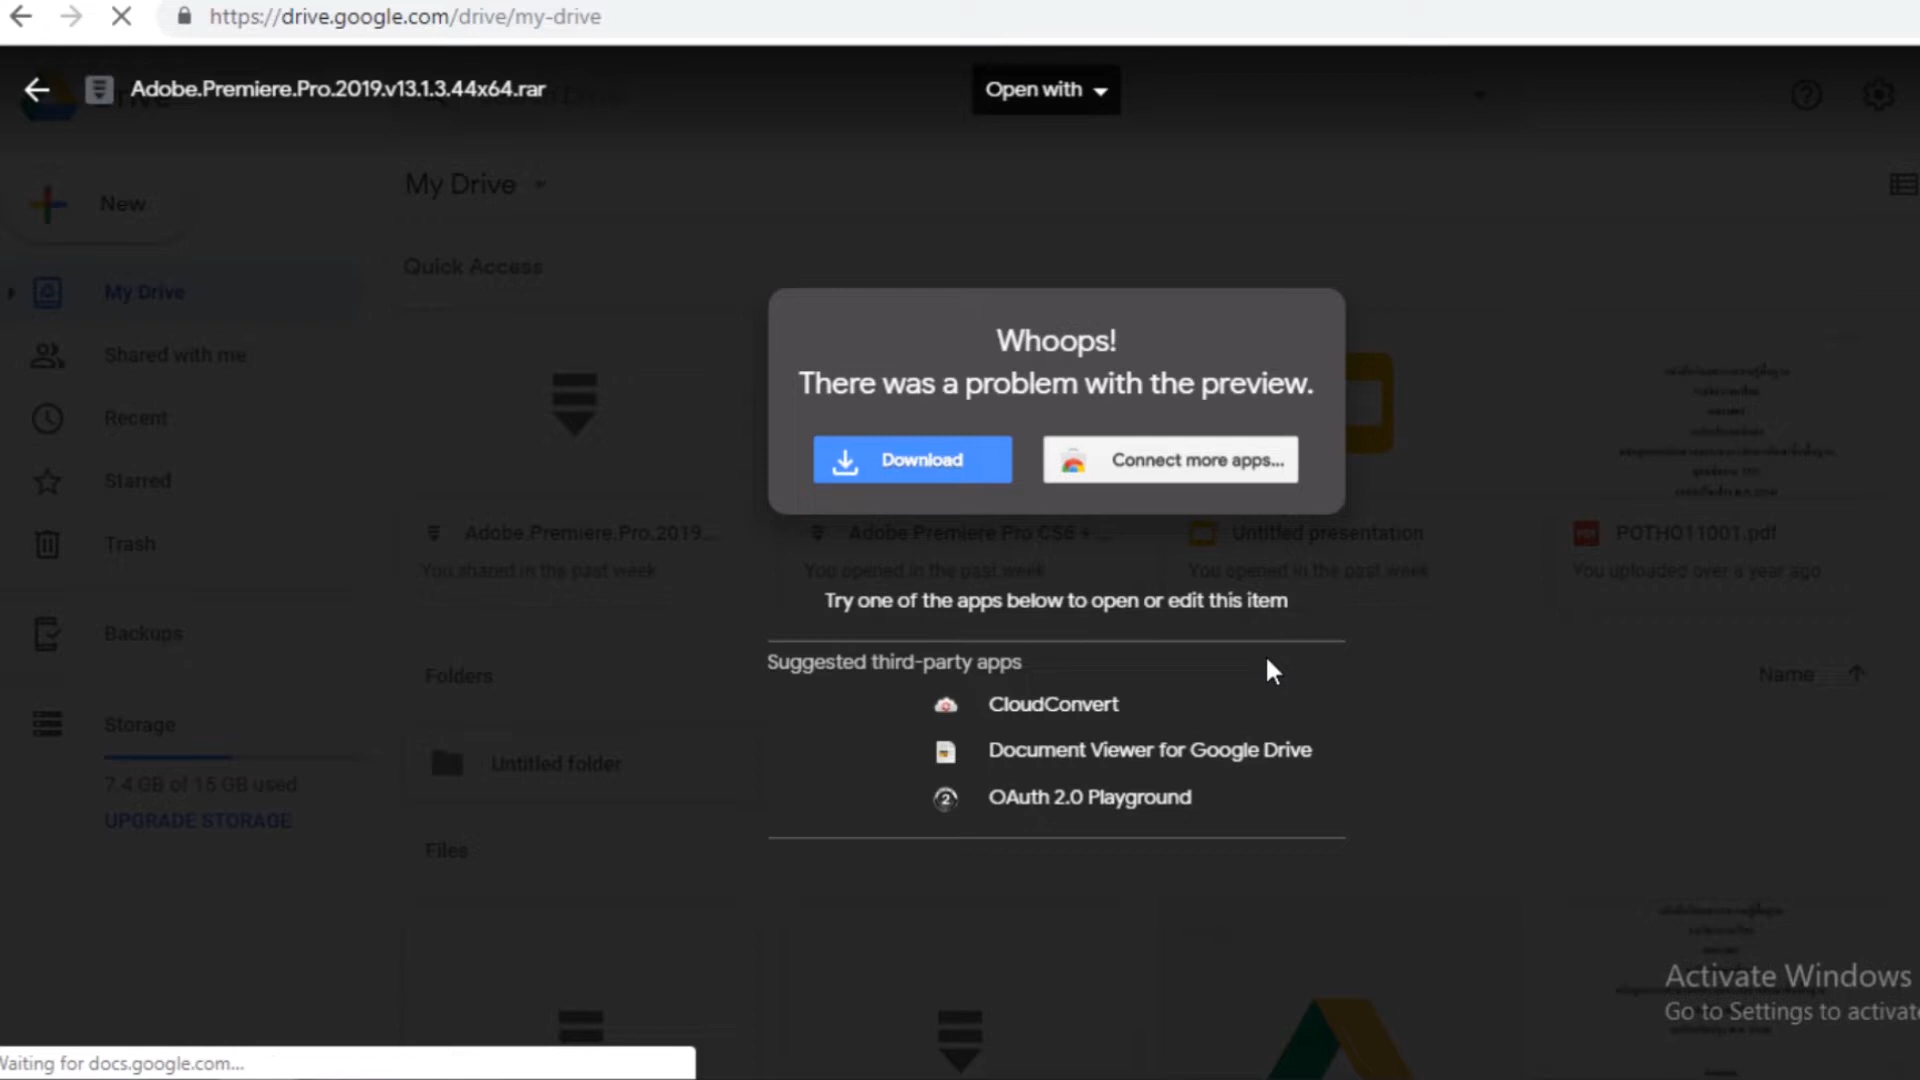 https://drive.google.com/drive/my-drive
Adobe.Premiere.Pro.2019.v13.1.3.44x64.rar
Open with
New
My Drive
Shared with me
Recent
Starred
Trash
Backups
Storage
7.4 GB of 15 GB used
UPGRADE STORAGE
My Drive
Quick Access
Whoops!
There was a problem with the preview.
Download
Connect more apps...
Adobe.Premiere.Pro.2019...
You shared in the past week
Adobe Premiere Pro CS6 + ...
You opened in the past week
Untitled presentation
You opened in the past week
POTHO11001.pdf
You uploaded over a year ago
Try one of the apps below to open or edit this item
Suggested third-party apps
CloudConvert
Document Viewer for Google Drive
OAuth 2.0 Playground
Folders
Name
Untitled folder
Files
Activate Windows
Go to Settings to activate
Waiting for docs.google.com...